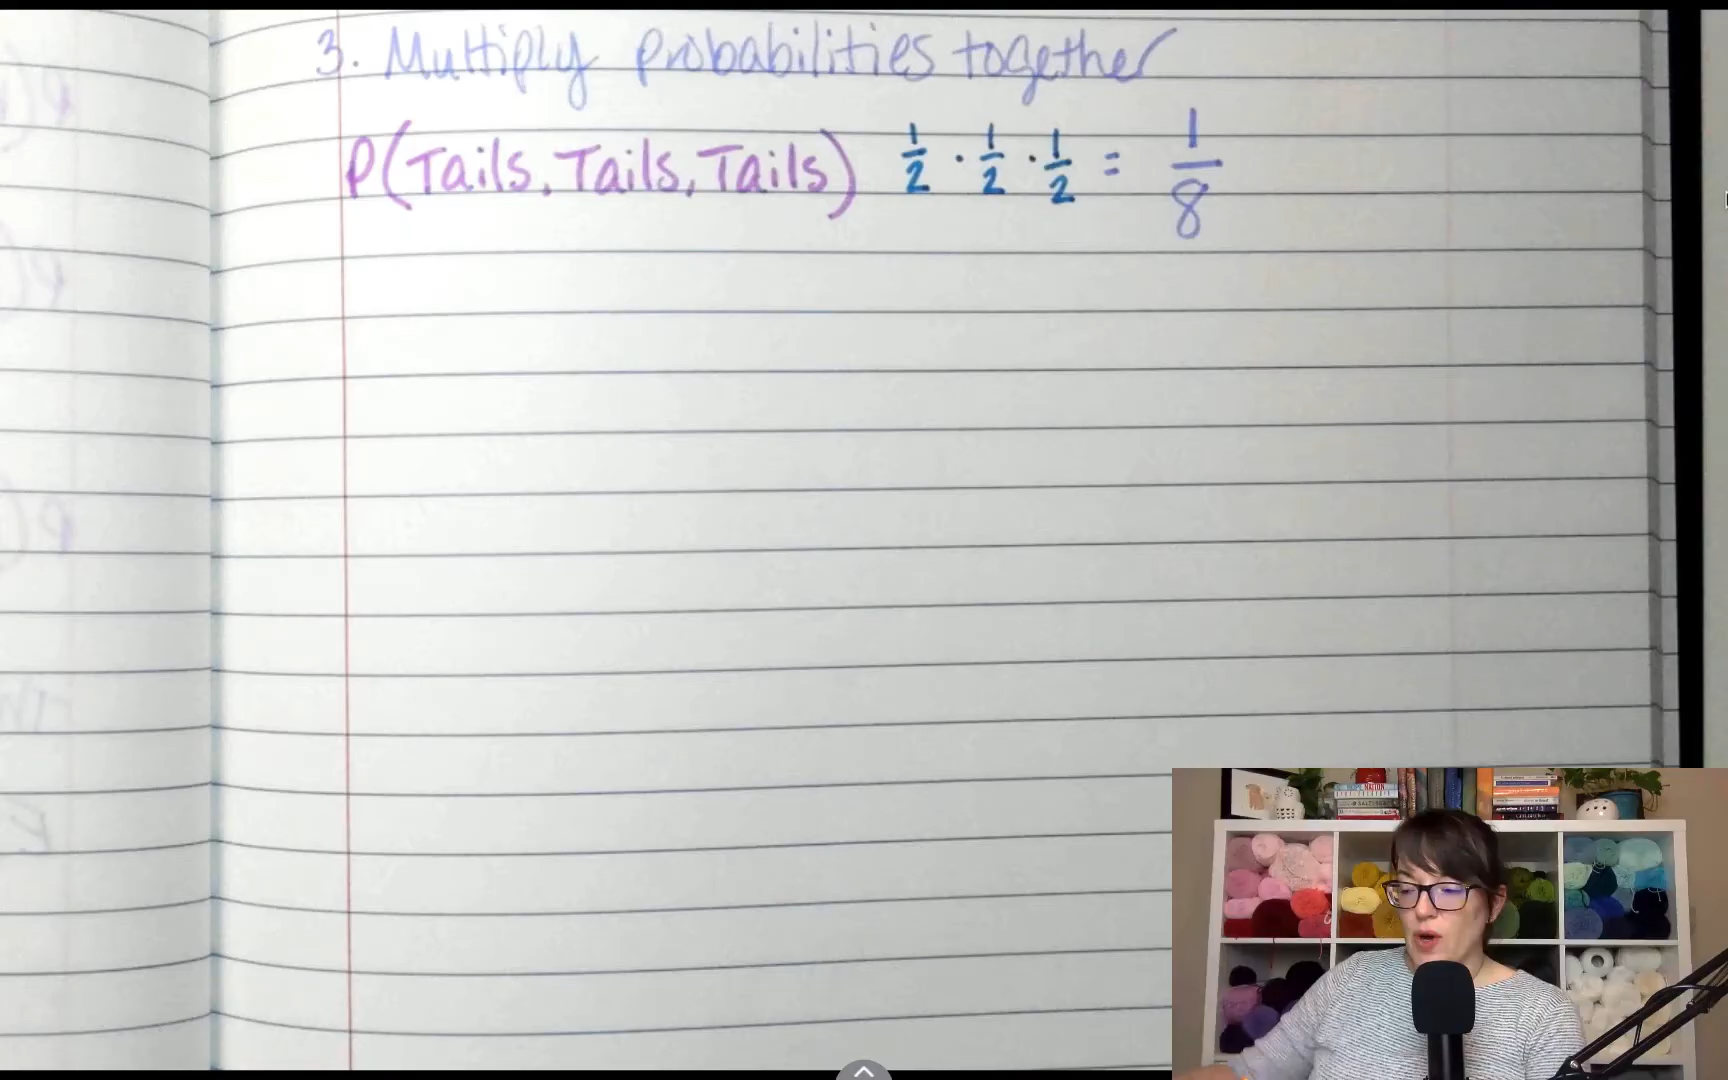 3. Multiply probabilities together
P(Tails, Tails, Tails) 1/2 · 1/2 · 1/2 = 1/8